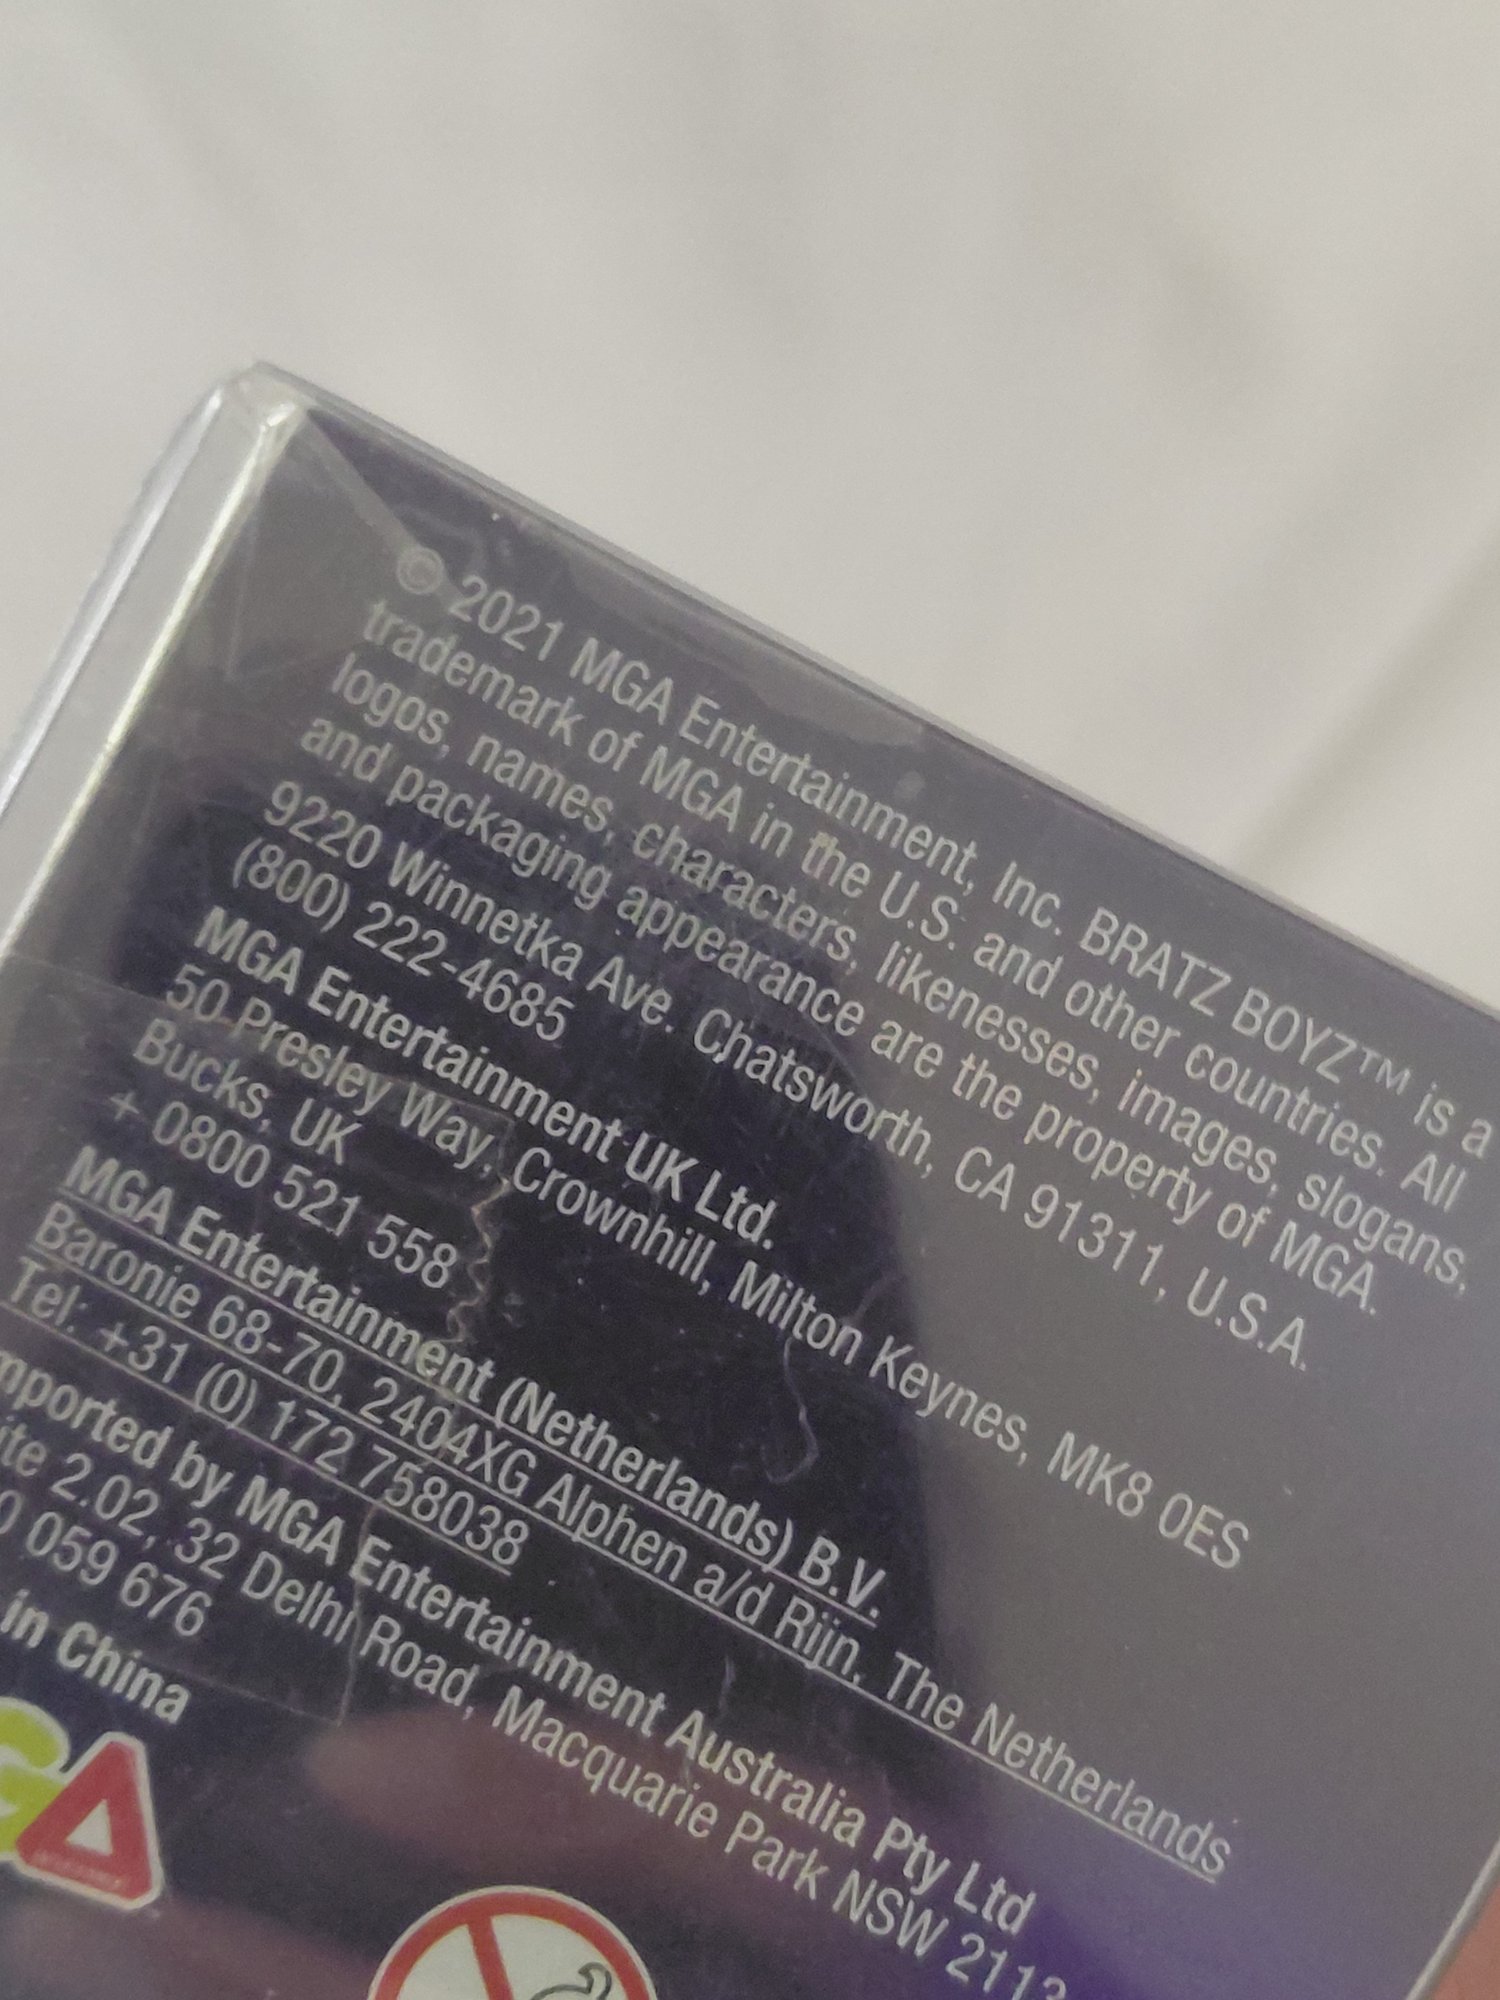 © 2021 MGA Entertainment, Inc. BRATZ BOYZ™ is a
trademark of MGA in the U.S. and other countries. All
logos, names, characters, likenesses, images, slogans,
and packaging appearance are the property of MGA.
9220 Winnetka Ave. Chatsworth, CA 91311, U.S.A.
(800) 222-4685
MGA Entertainment UK Ltd.
50 Presley Way, Crownhill, Milton Keynes, MK8 0ES
Bucks, UK
+ 0800 521 558
MGA Entertainment (Netherlands) B.V.
Baronie 68-70, 2404XG Alphen a/d Rijn, The Netherlands
Tel: +31 (0) 172 758038
mported by MGA Entertainment Australia Pty Ltd
ite 2.02, 32 Delhi Road, Macquarie Park NSW 2113
0 059 676
in China
GA